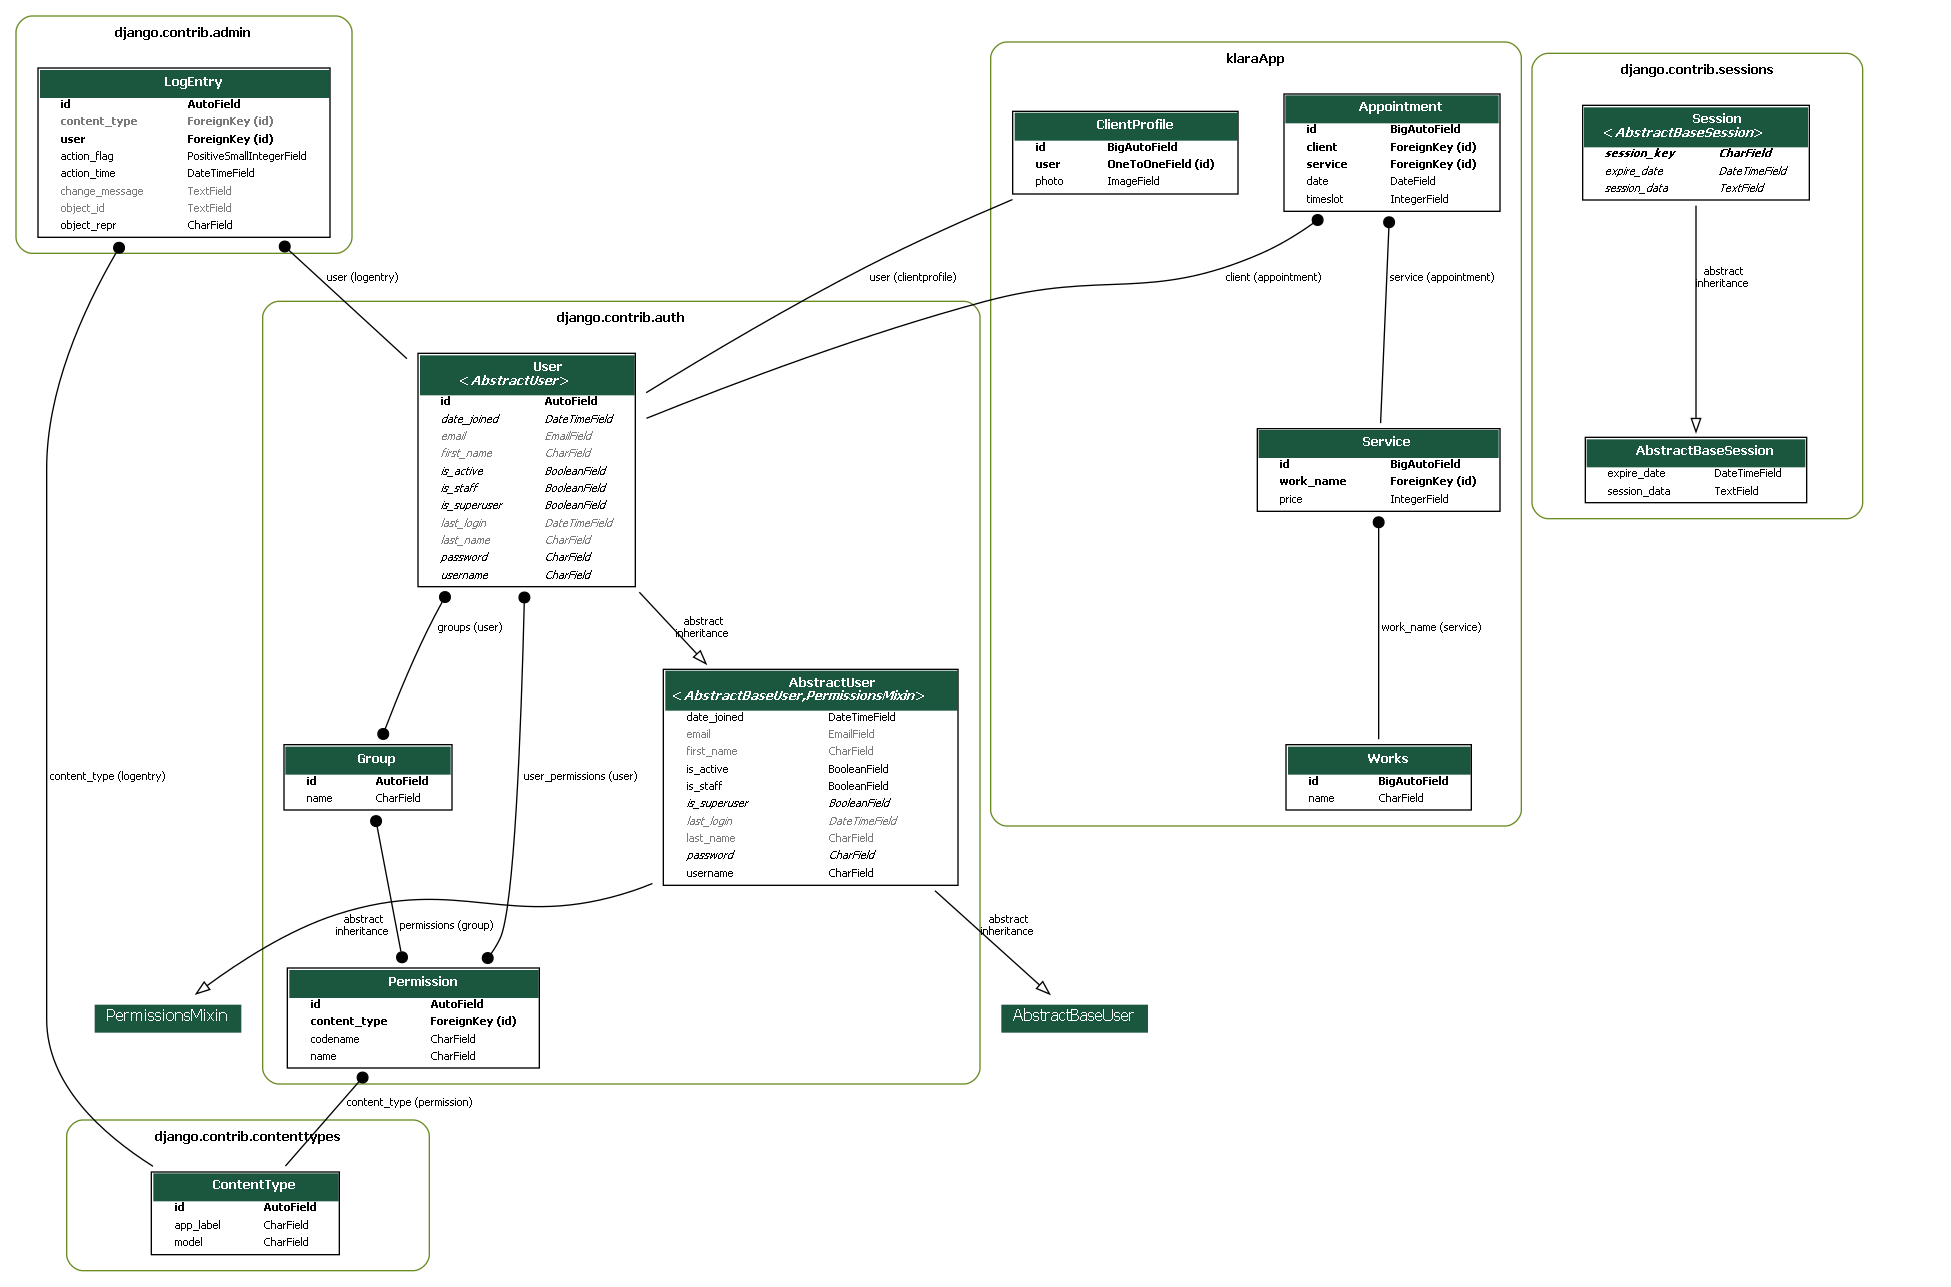 django.contrib.admin
LogEntry
id AutoField
content_type ForeignKey (id)
user ForeignKey (id)
action_flag PositiveSmallIntegerField
action_time DateTimeField
change_message TextField
object_id TextField
object_repr CharField
klaraApp
ClientProfile
id BigAutoField
user OneToOneField (id)
photo ImageField
Appointment
id BigAutoField
client ForeignKey (id)
service ForeignKey (id)
date DateField
timeslot IntegerField
django.contrib.sessions
Session
<AbstractBaseSession>
session_key CharField
expire_date DateTimeField
session_data TextField
user (logentry)
user (clientprofile)
client (appointment)
service (appointment)
abstract
inheritance
django.contrib.auth
User
<AbstractUser>
id AutoField
date_joined DateTimeField
email EmailField
first_name CharField
is_active BooleanField
is_staff BooleanField
is_superuser BooleanField
last_login DateTimeField
last_name CharField
password CharField
username CharField
Service
id BigAutoField
work_name ForeignKey (id)
price IntegerField
AbstractBaseSession
expire_date DateTimeField
session_data TextField
groups (user)
abstract
inheritance
work_name (service)
AbstractUser
<AbstractBaseUser,PermissionsMixin>
date_joined DateTimeField
email EmailField
first_name CharField
is_active BooleanField
is_staff BooleanField
is_superuser BooleanField
last_login DateTimeField
last_name CharField
password CharField
username CharField
Group
id AutoField
name CharField
Works
id BigAutoField
name CharField
content_type (logentry)
user_permissions (user)
abstract
inheritance
permissions (group)
abstract
inheritance
PermissionsMixin
Permission
id AutoField
content_type ForeignKey (id)
codename CharField
name CharField
AbstractBaseUser
content_type (permission)
django.contrib.contenttypes
ContentType
id AutoField
app_label CharField
model CharField